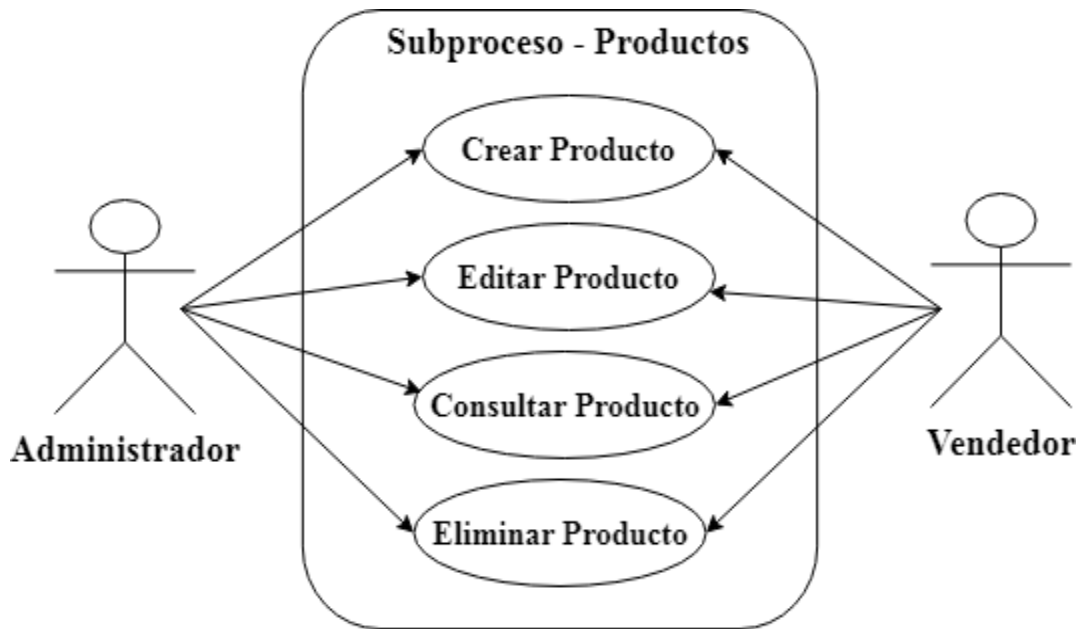 Subproceso - Productos
Crear Producto
Editar Producto
Consultar Producto
Eliminar Producto
Administrador
Vendedor